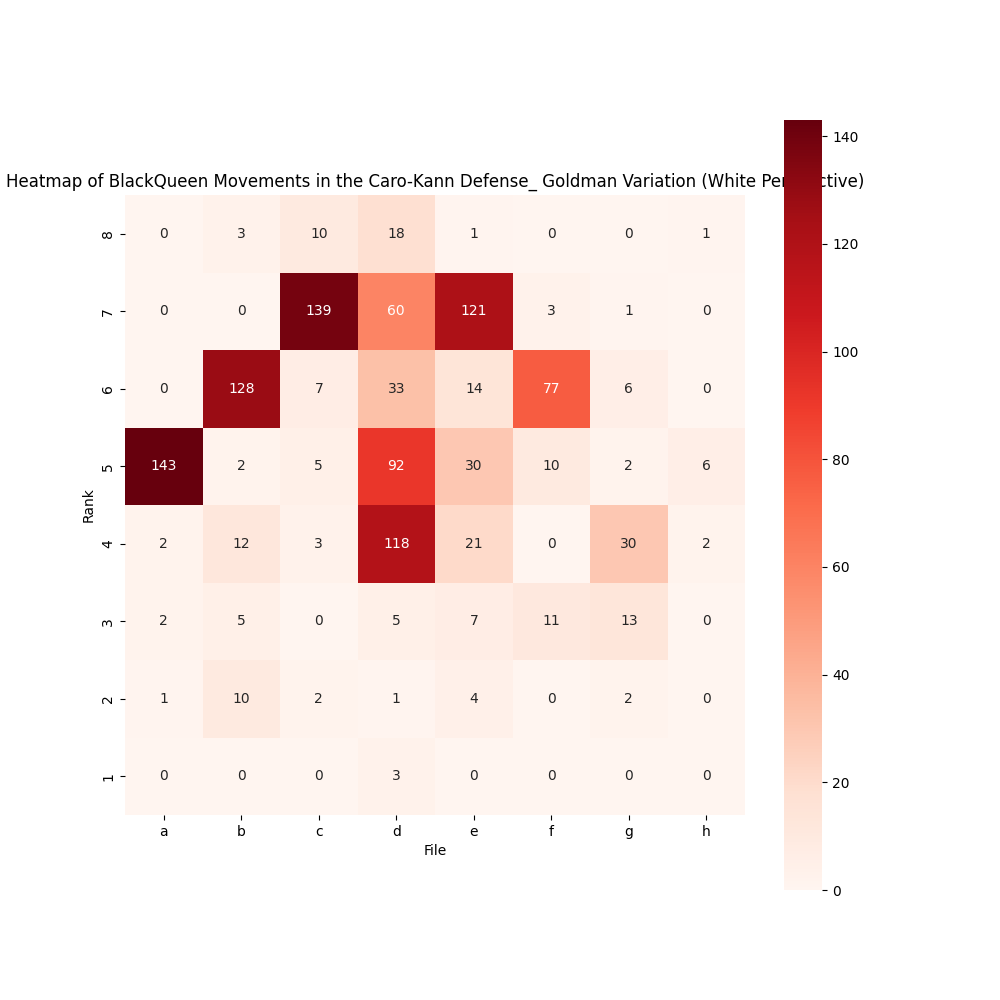 Heatmap of BlackQueen Movements in the Caro-Kann Defense_ Goldman Variation (White Perspective)
8 0 3 10 18 1 0 0 1
7 0 0 139 60 121 3 1 0
6 0 128 7 33 14 77 6 0
5 143 2 5 92 30 10 2 6
4 2 12 3 118 21 0 30 2
3 2 5 0 5 7 11 13 0
2 1 10 2 1 4 0 2 0
1 0 0 0 3 0 0 0 0
Rank
a b c d e f g h
File
140
120
100
80
60
40
20
0